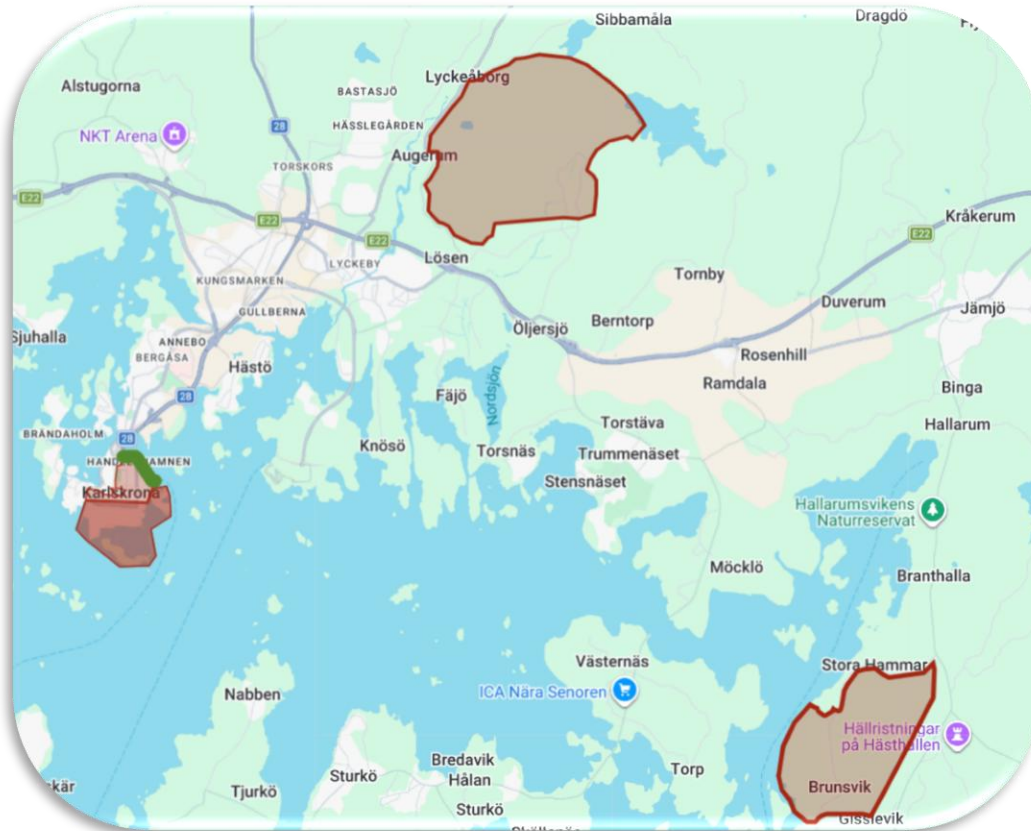 Sibbamåla
Dragdö
Lyckeåborg
Alstugorna
BASTASJÖ
28
HÄSSLEGÅRDEN
NKT Arena
Augerum
TORSKORS
E22
E22
Kråkerum
E22
E22
Lösen
LYCKEBY
Tornby
KUNGSMARKEN
Duverum
Jämjö
GULLBERNA
Berntorp
Öljersjö
Sjuhalla
ANNEBO
Rosenhill
BERGÅSA
Hästö
Ramdala
Binga
28
Fäjö
Nordsjön
Torstäva
Hallarum
BRÄNDAHOLM
28
Knösö
Torsnäs
Trummenäset
Stensnäset
Karlskrona
Hallarumsvikens
Naturreservat
Möcklö
Branthalla
Västernäs
Stora Hammar
Nabben
ICA Nära Senoren
Hällristningar
på Hästhallen
Bredavik
Torp
Sturkö
Hålan
Brunsvik
Tjurkö
Sturkö
Gisslevik